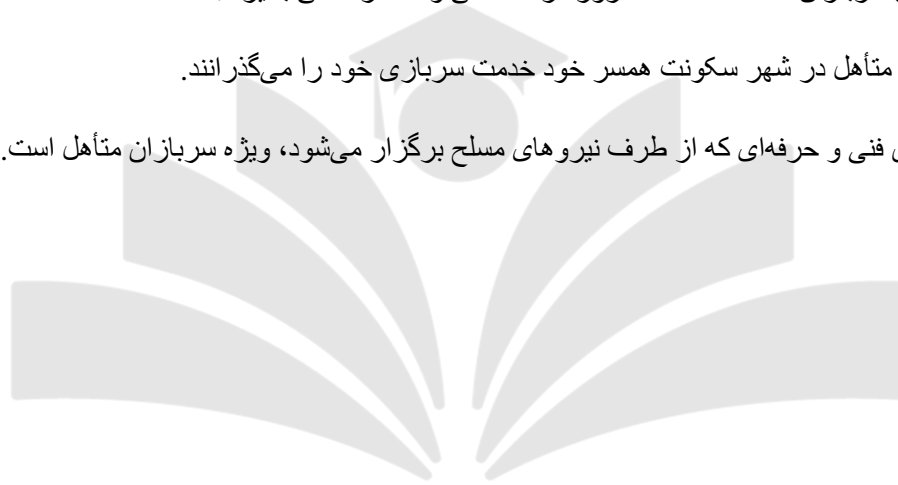 متأهل در شهر سکونت همسر خود خدمت سربازی خود را می‌گذرانند.
فنی و حرفه‌ای که از طرف نیروهای مسلح برگزار می‌شود، ویژه سربازان متأهل است.